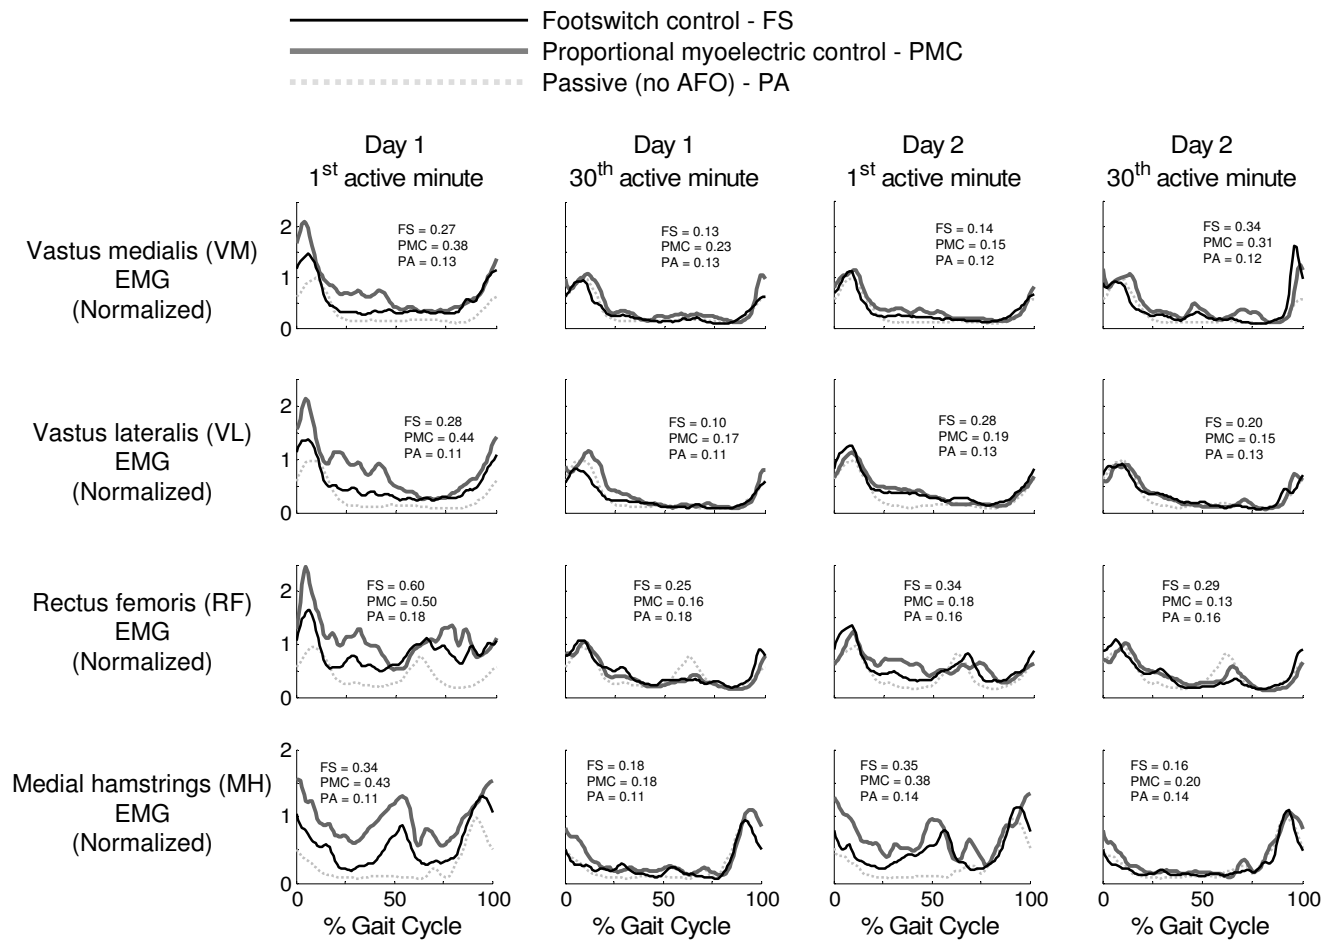 Footswitch control - FS
Proportional myoelectric control - PMC
Passive (no AFO) - PA
Day 1
1st active minute
Day 1
30th active minute
Day 2
1st active minute
Day 2
30th active minute
Vastus medialis (VM)
EMG
(Normalized)
2
1
0
FS = 0.27
PMC = 0.38
PA = 0.13
FS = 0.13
PMC = 0.23
PA = 0.13
FS = 0.14
PMC = 0.15
PA = 0.12
FS = 0.34
PMC = 0.31
PA = 0.12
Vastus lateralis (VL)
EMG
(Normalized)
2
1
0
FS = 0.28
PMC = 0.44
PA = 0.11
FS = 0.10
PMC = 0.17
PA = 0.11
FS = 0.28
PMC = 0.19
PA = 0.13
FS = 0.20
PMC = 0.15
PA = 0.13
Rectus femoris (RF)
EMG
(Normalized)
2
1
0
FS = 0.60
PMC = 0.50
PA = 0.18
FS = 0.25
PMC = 0.16
PA = 0.18
FS = 0.34
PMC = 0.18
PA = 0.16
FS = 0.29
PMC = 0.13
PA = 0.16
Medial hamstrings (MH)
EMG
(Normalized)
2
1
0
FS = 0.34
PMC = 0.43
PA = 0.11
FS = 0.18
PMC = 0.18
PA = 0.11
FS = 0.35
PMC = 0.38
PA = 0.14
FS = 0.16
PMC = 0.20
PA = 0.14
0 50 100
% Gait Cycle
0 50 100
% Gait Cycle
0 50 100
% Gait Cycle
0 50 100
% Gait Cycle